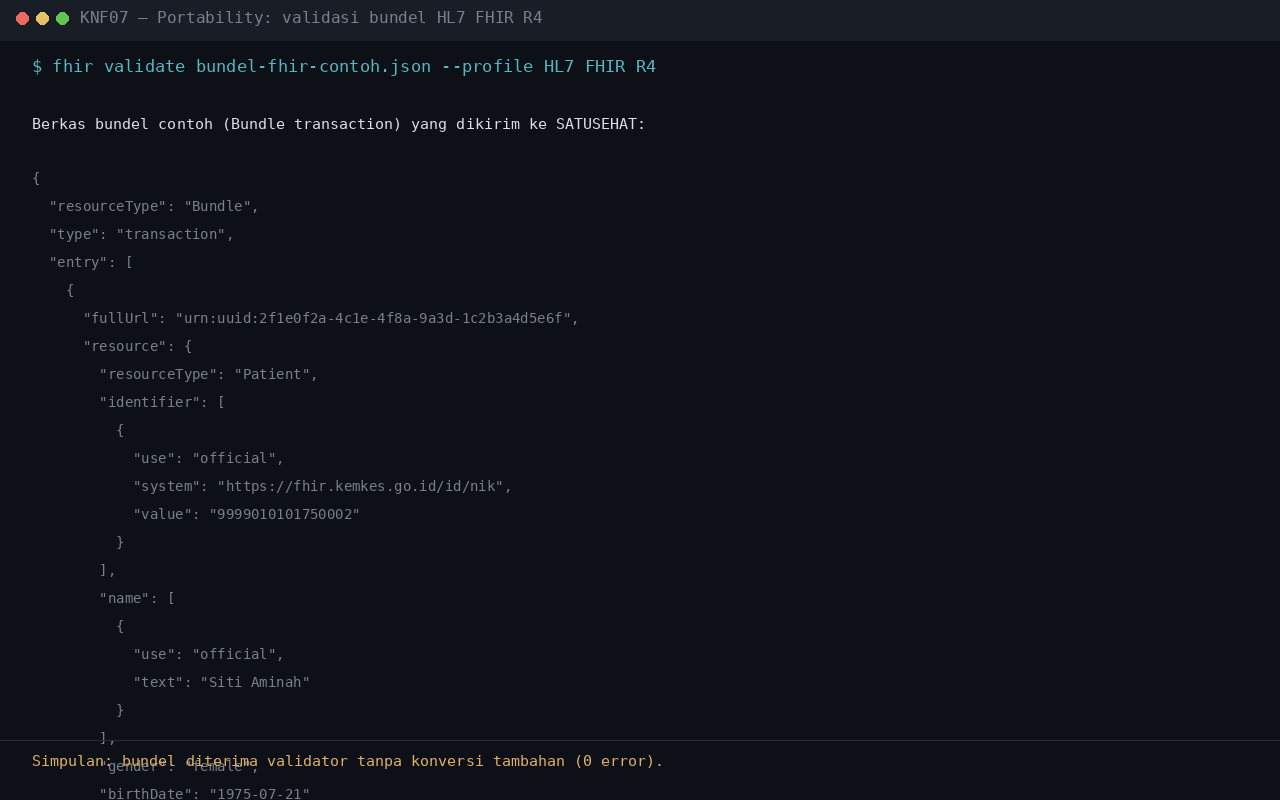 KNF07 — Portability: validasi bundel HL7 FHIR R4
$ fhir validate bundel-fhir-contoh.json --profile HL7 FHIR R4
Berkas bundel contoh (Bundle transaction) yang dikirim ke SATUSEHAT:
{
  "resourceType": "Bundle",
  "type": "transaction",
  "entry": [
    {
      "fullUrl": "urn:uuid:2f1e0f2a-4c1e-4f8a-9a3d-1c2b3a4d5e6f",
      "resource": {
        "resourceType": "Patient",
        "identifier": [
          {
            "use": "official",
            "system": "https://fhir.kemkes.go.id/id/nik",
            "value": "9999010101750002"
          }
        ],
        "name": [
          {
            "use": "official",
            "text": "Siti Aminah"
          }
        ],
Simpulan: bundel diterima validator tanpa konversi tambahan (0 error).
        "gender": "female",
        "birthDate": "1975-07-21"